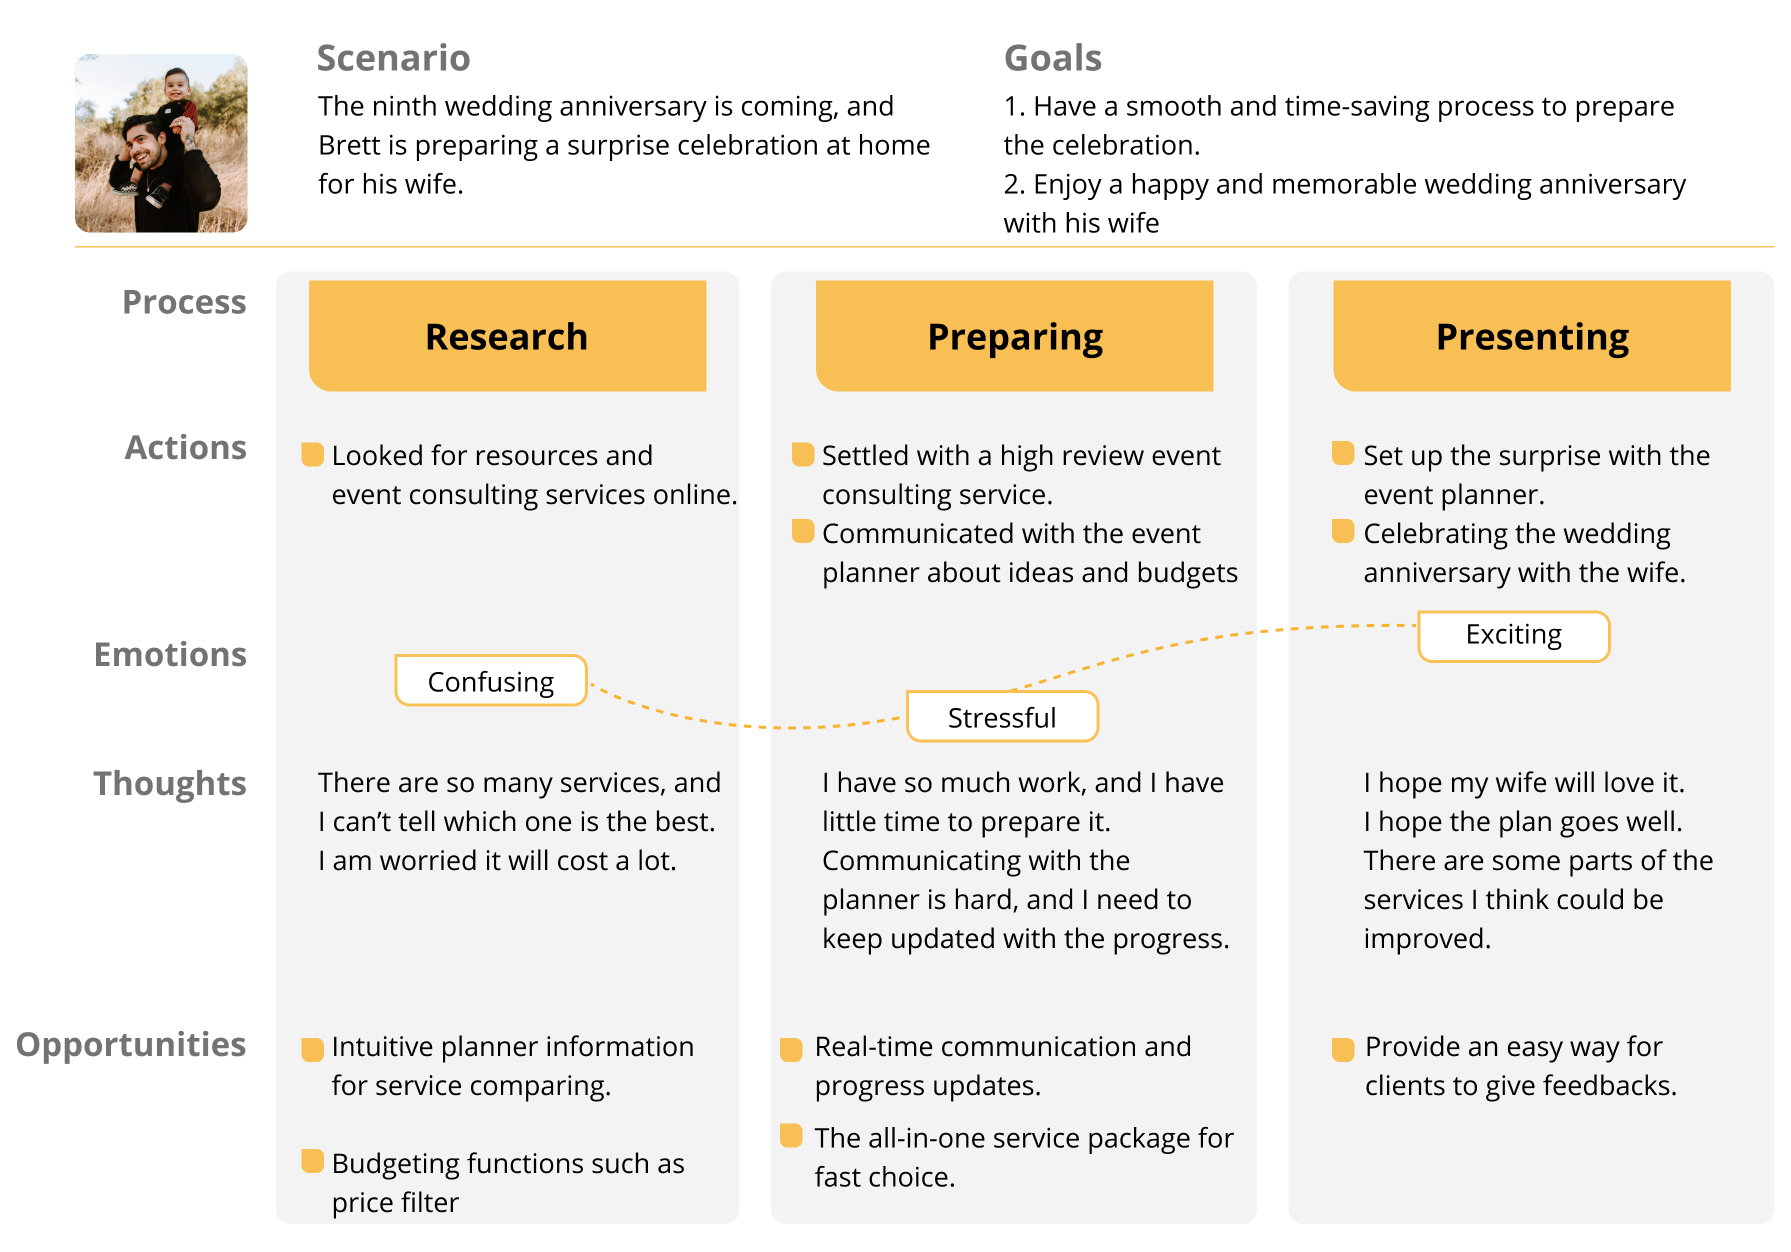 Scenario
The ninth wedding anniversary is coming, and
Brett is preparing a surprise celebration at home
for his wife.
Goals
1. Have a smooth and time-saving process to prepare
the celebration.
2. Enjoy a happy and memorable wedding anniversary
with his wife
Process
Research
Preparing
Presenting
Actions
Looked for resources and
event consulting services online.
Settled with a high review event
consulting service.
Communicated with the event
planner about ideas and budgets
Set up the surprise with the
event planner.
Celebrating the wedding
anniversary with the wife.
Emotions
Confusing
Stressful
Exciting
Thoughts
There are so many services, and
I can’t tell which one is the best.
I am worried it will cost a lot.
I have so much work, and I have
little time to prepare it.
Communicating with the
planner is hard, and I need to
keep updated with the progress.
I hope my wife will love it.
I hope the plan goes well.
There are some parts of the
services I think could be
improved.
Opportunities
Intuitive planner information
for service comparing.
Budgeting functions such as
price filter
Real-time communication and
progress updates.
The all-in-one service package for
fast choice.
Provide an easy way for
clients to give feedbacks.